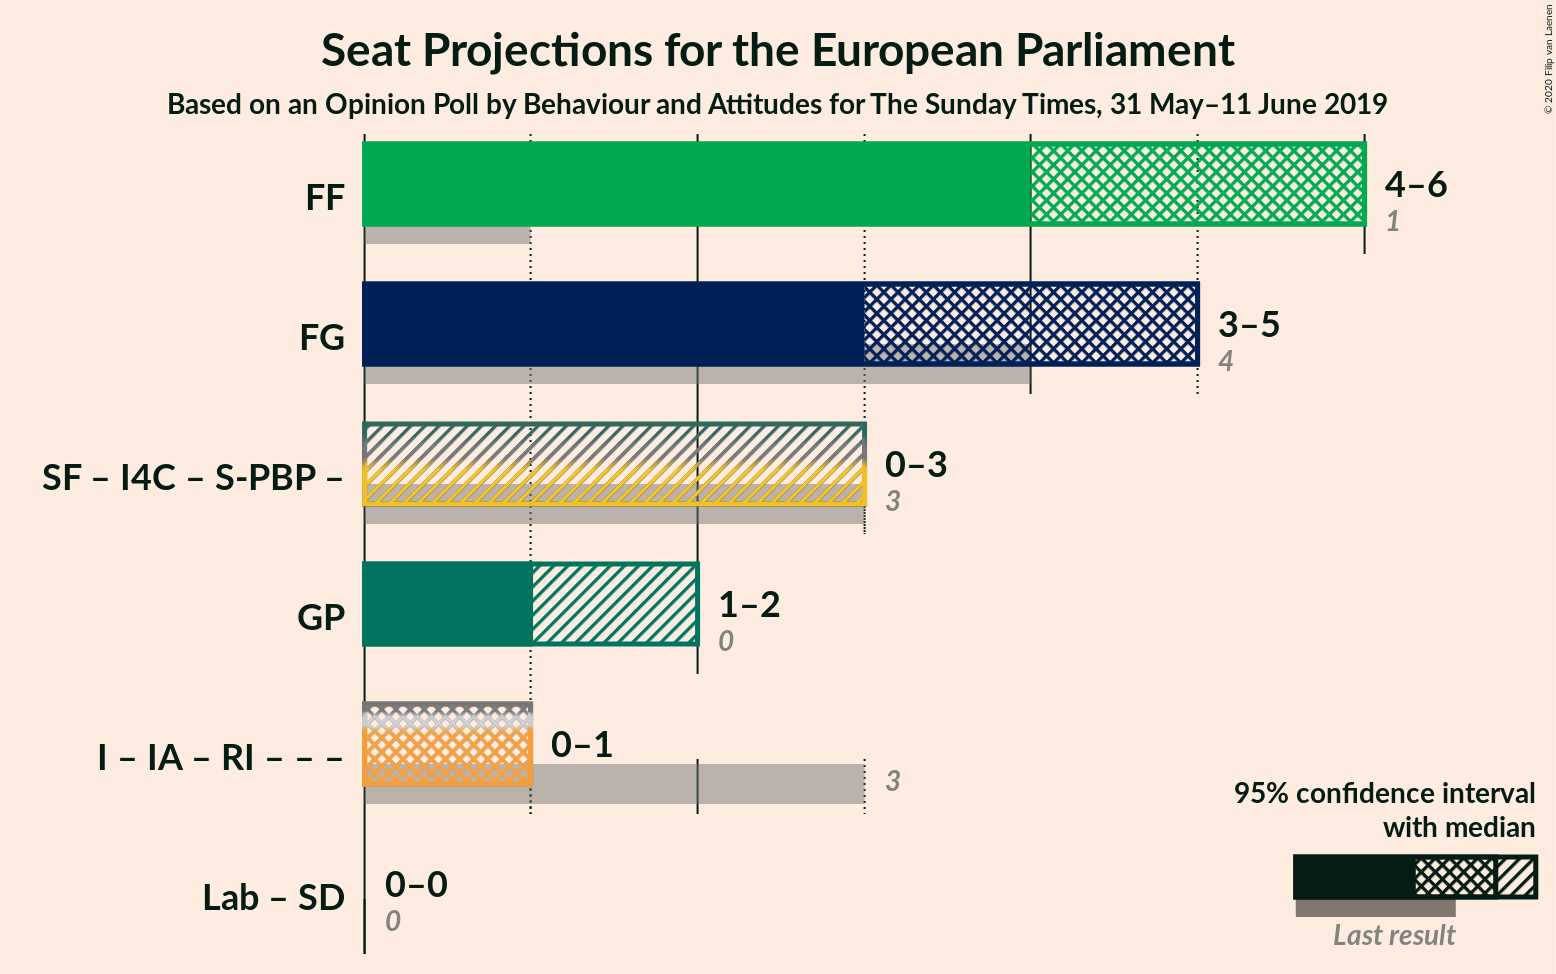 Seat Projections for the European Parliament
Based on an Opinion Poll by Behaviour and Attitudes for The Sunday Times, 31 May–11 June 2019
© 2020 Filip van Laenen
FF
4–6
1
FG
3–5
4
SF – I4C – S-PBP –
0–3
3
GP
1–2
0
I – IA – RI – – –
0–1
3
Lab – SD
0–0
0
95% confidence interval
with median
Last result